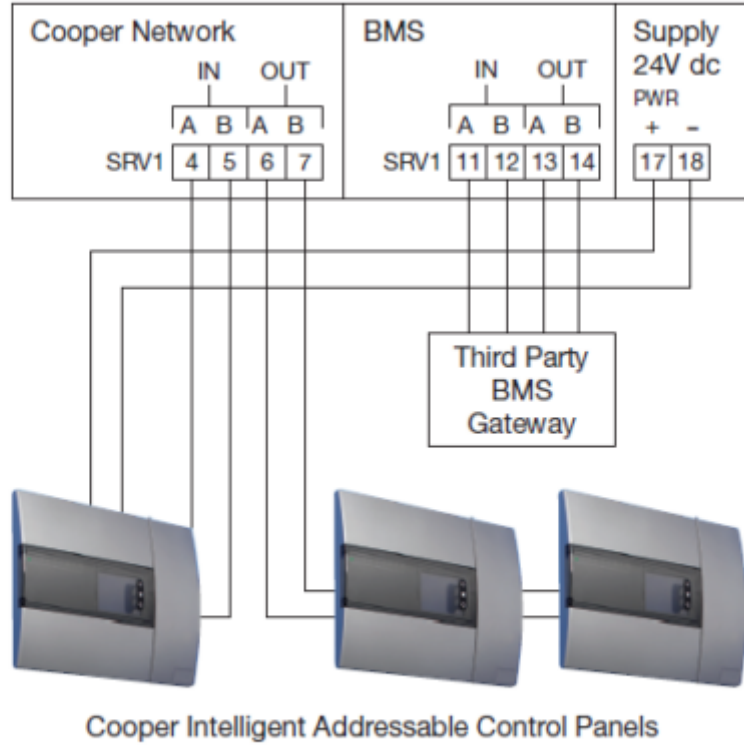 Cooper Network
IN OUT
A B A B
SRV1 4 5 6 7
BMS
IN OUT
A B A B
SRV1 11 12 13 14
Supply
24V dc
PWR
+ -
17 18
Third Party
BMS
Gateway
Cooper Intelligent Addressable Control Panels